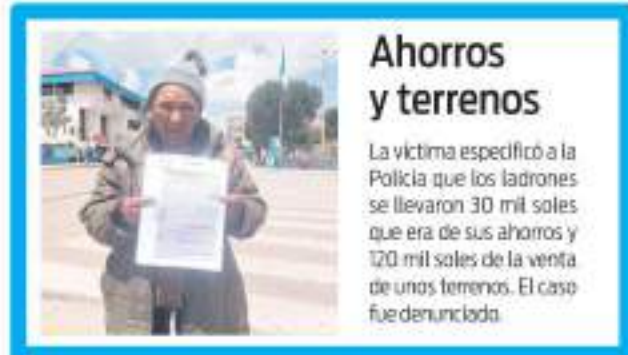 Ahorros
y terrenos
La víctima especificó a la
Policía que los ladrones
se llevaron 30 mil soles
que era de sus ahorros y
120 mil soles de la venta
de unos terrenos. El caso
fue denunciado.